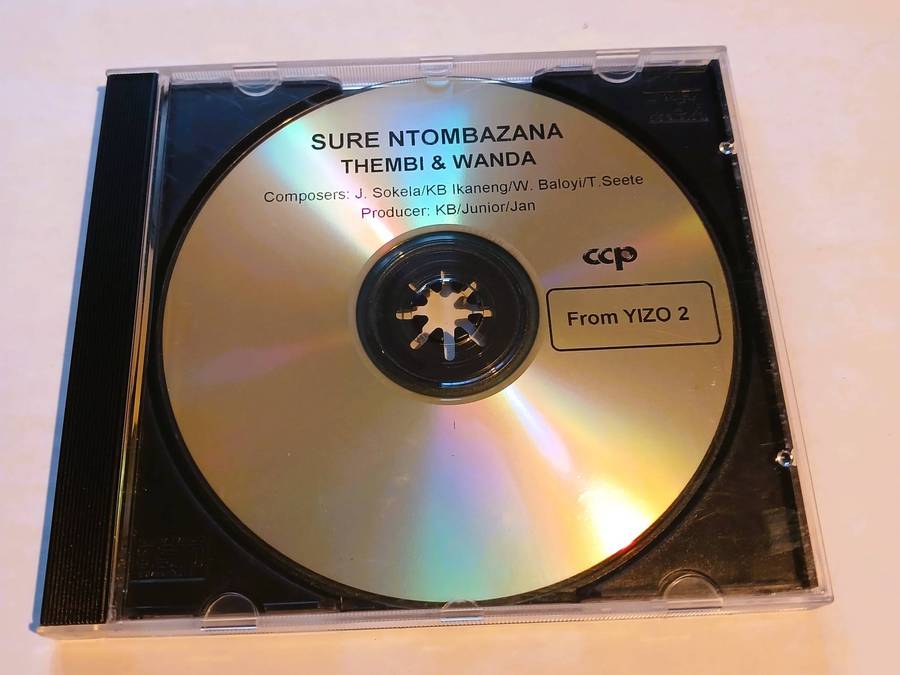 SURE NTOMBAZANA
THEMBI & WANDA
Composers: J. Sokela/KB Ikaneng/W. Baloyi/T.Seete
Producer: KB/Junior/Jan
ccp
From YIZO 2